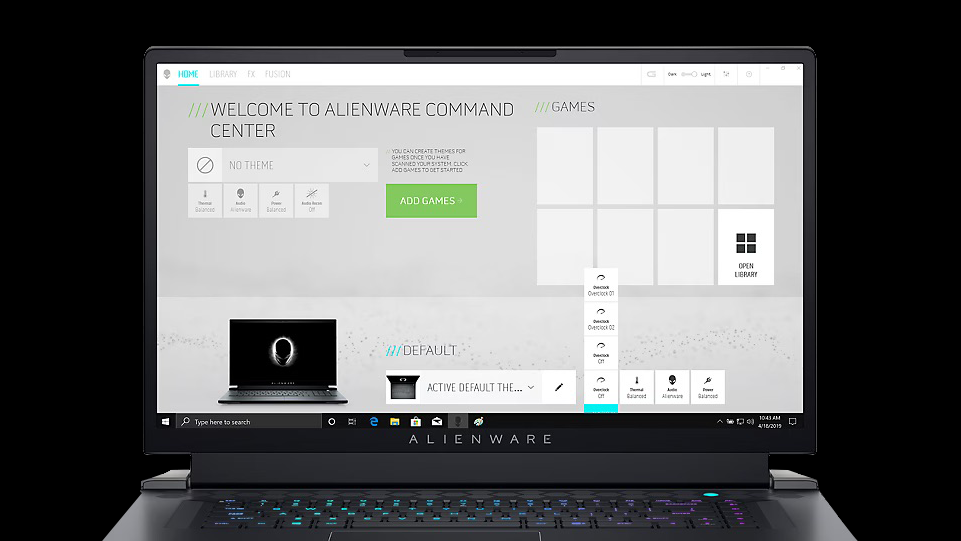 HOME LIBRARY FX FUSION
Dark Light
///WELCOME TO ALIENWARE COMMAND
CENTER
NO THEME
Thermal
Balanced
Audio
Alienware
Power
Balanced
Audio Recon
Off
YOU CAN CREATE THEMES FOR
GAMES ONCE YOU HAVE
SCANNED YOUR SYSTEM. CLICK
ADD GAMES TO GET STARTED
ADD GAMES
///GAMES
OPEN
LIBRARY
Overclock
Overclock 01
Overclock
Overclock 02
Overclock
Off
///DEFAULT
ACTIVE DEFAULT THE...
Overclock
Off
Thermal
Balanced
Audio
Alienware
Power
Balanced
Type here to search
10:43 AM
4/18/2019
ALIENWARE